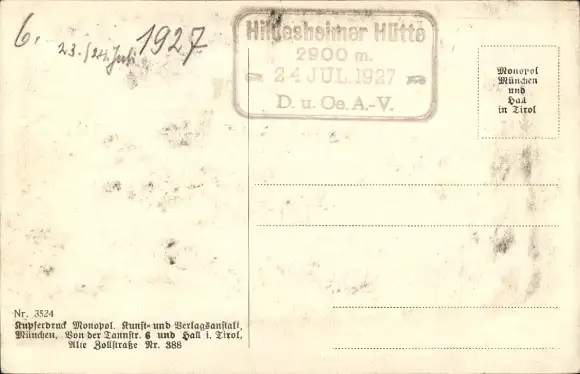 6.
23./24. Juli 1927
Hildesheimer Hütte
2900 m.
24 JUL. 1927
D. u. Oe. A.-V.
Monopol
München
und
Hall
in Tirol
Nr. 3524
Kupferdruck Monopol. Kunst- und Verlagsanstalt,
München, Von der Tannstr. 6 und Hall i. Tirol,
Alte Zollstraße Nr. 388